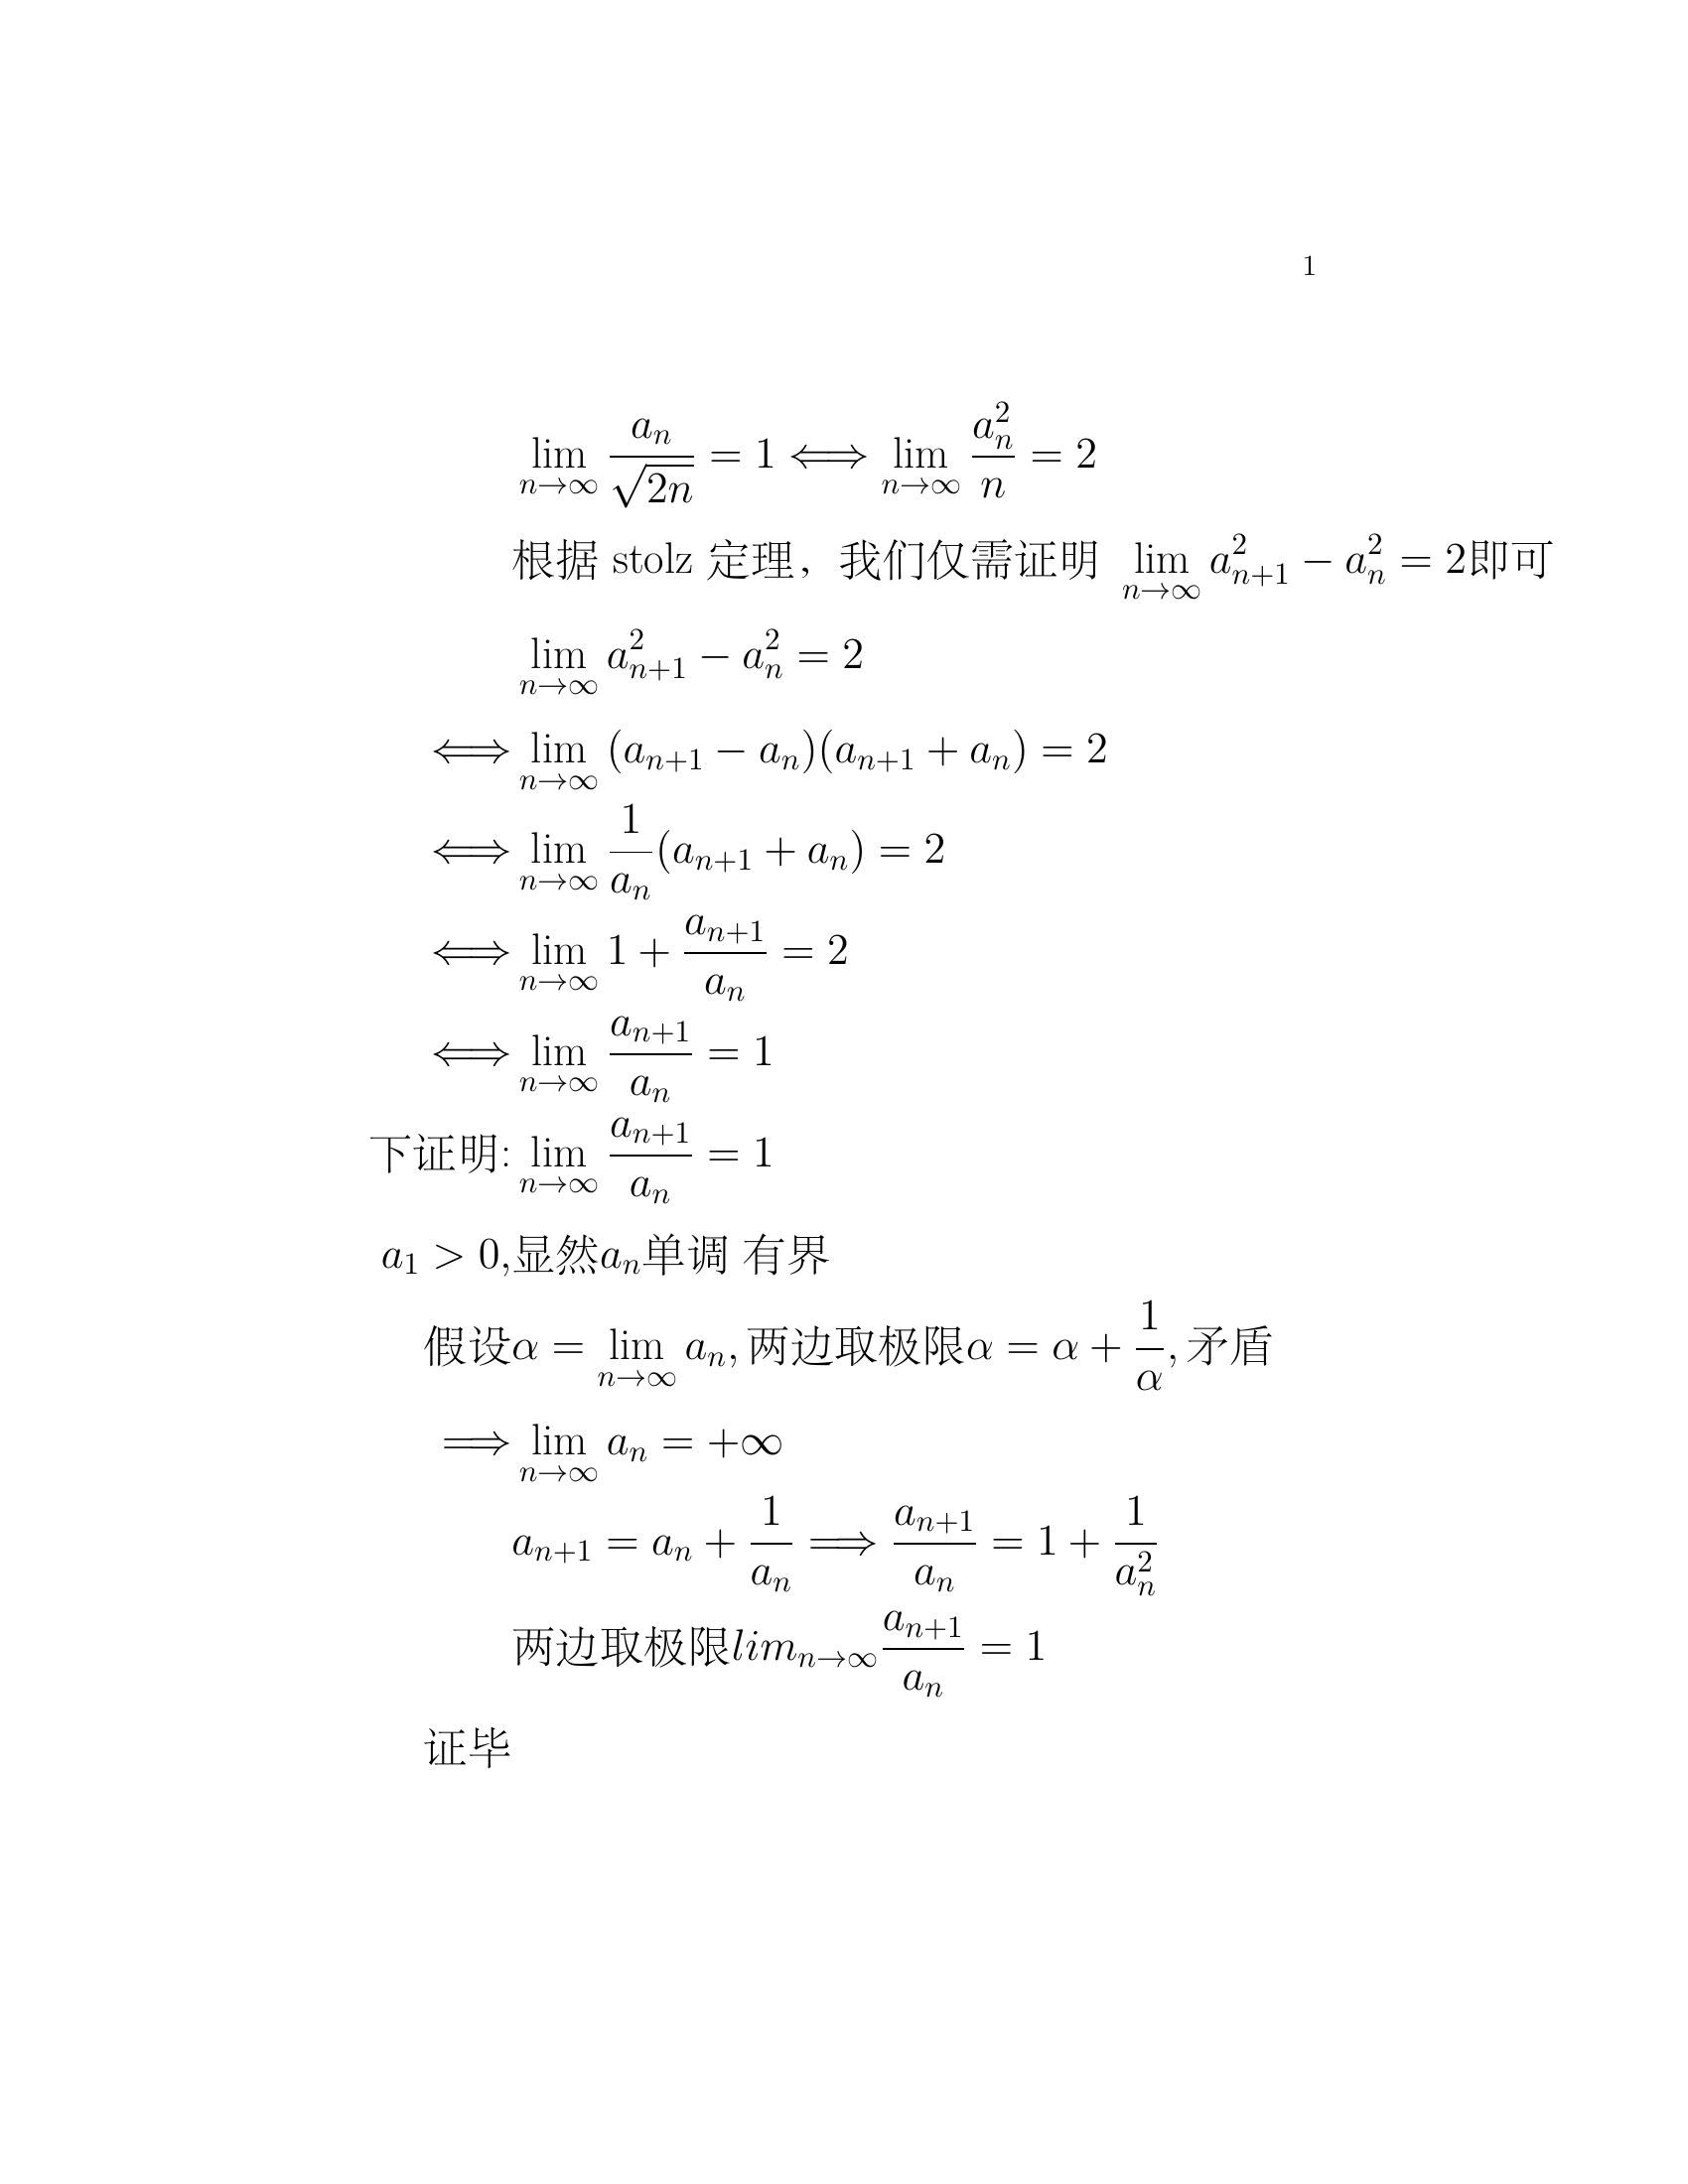 1
$\lim_{n\to\infty} \frac{a_n}{\sqrt{2n}} = 1 \iff \lim_{n\to\infty} \frac{a_n^2}{n} = 2$
根据 stolz 定理，我们仅需证明 $\lim_{n\to\infty} a_{n+1}^2 - a_n^2 = 2$即可
$\lim_{n\to\infty} a_{n+1}^2 - a_n^2 = 2$
$\iff \lim_{n\to\infty} (a_{n+1} - a_n)(a_{n+1} + a_n) = 2$
$\iff \lim_{n\to\infty} \frac{1}{a_n}(a_{n+1} + a_n) = 2$
$\iff \lim_{n\to\infty} 1 + \frac{a_{n+1}}{a_n} = 2$
$\iff \lim_{n\to\infty} \frac{a_{n+1}}{a_n} = 1$
下证明: $\lim_{n\to\infty} \frac{a_{n+1}}{a_n} = 1$
$a_1 > 0$,显然$a_n$单调 有界
假设$\alpha = \lim_{n\to\infty} a_n$,两边取极限$\alpha = \alpha + \frac{1}{\alpha}$,矛盾
$\implies \lim_{n\to\infty} a_n = +\infty$
$a_{n+1} = a_n + \frac{1}{a_n} \implies \frac{a_{n+1}}{a_n} = 1 + \frac{1}{a_n^2}$
两边取极限$lim_{n\to\infty} \frac{a_{n+1}}{a_n} = 1$
证毕